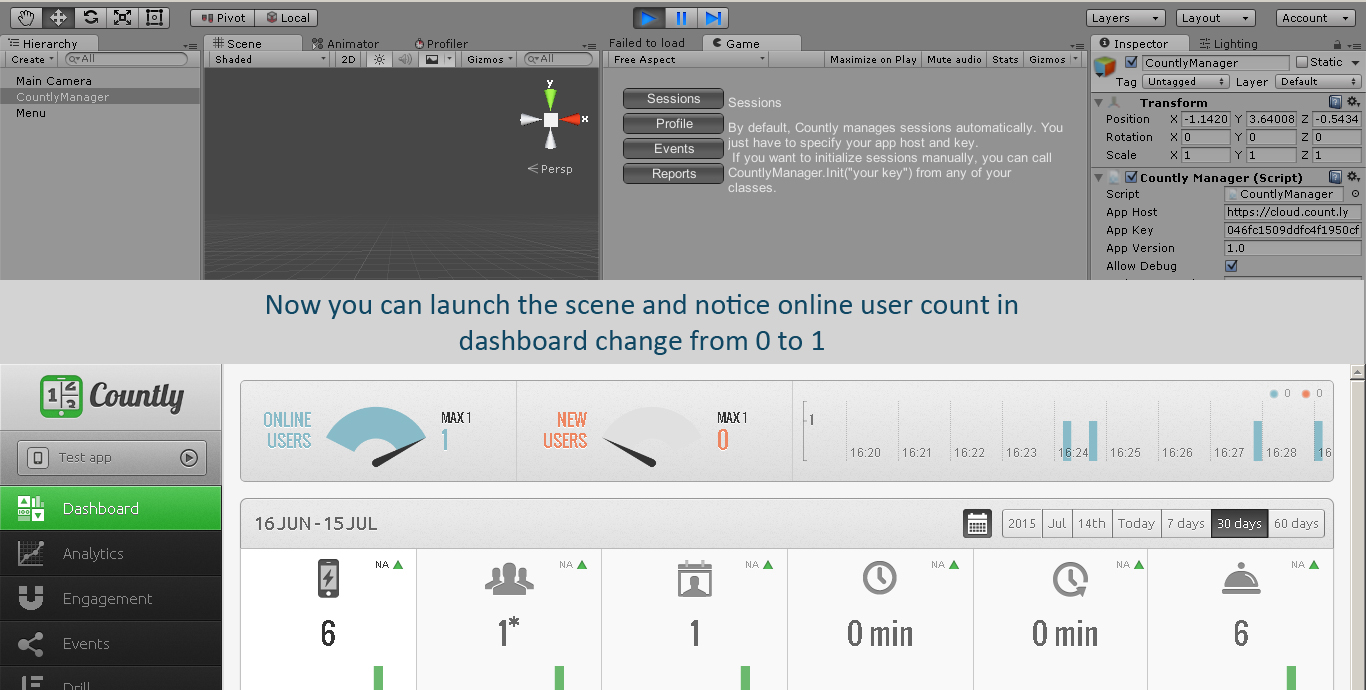 Pivot Local Layers Layout Account
Hierarchy Scene Animator Profiler Failed to load Game Inspector Lighting
Create All Shaded 2D Gizmos All Free Aspect Maximize on Play Mute audio Stats Gizmos CountlyManager Static
Main Camera
CountlyManager
Menu
y
x
Persp
Sessions
Profile
Events
Reports
Sessions
By default, Countly manages sessions automatically. You
just have to specify your app host and key.
If you want to initialize sessions manually, you can call
CountlyManager.Init("your key") from any of your
classes.
Tag Untagged Layer Default
Transform
Position X -1.1420 Y 3.64008 Z -0.5434
Rotation X 0 Y 0 Z 0
Scale X 1 Y 1 Z 1
Countly Manager (Script)
Script CountlyManager
App Host https://cloud.count.ly
App Key 046fc1509ddfc4f1950cf
App Version 1.0
Allow Debug
Now you can launch the scene and notice online user count in
dashboard change from 0 to 1
Countly
Test app
Dashboard
Analytics
Engagement
Events
Drill
ONLINE
USERS
MAX 1
1
NEW
USERS
MAX 1
0
0 0
1
16:20 16:21 16:22 16:23 16:24 16:25 16:26 16:27 16:28 16
16 JUN - 15 JUL 2015 Jul 14th Today 7 days 30 days 60 days
NA NA NA NA NA NA
6 1* 1 0 min 0 min 6